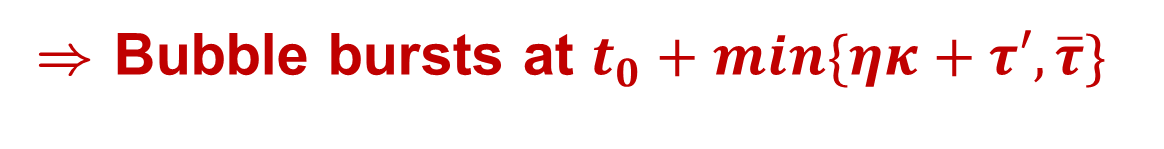 ⇒ Bubble bursts at t₀ + min{ηκ + τ′, τ̅}